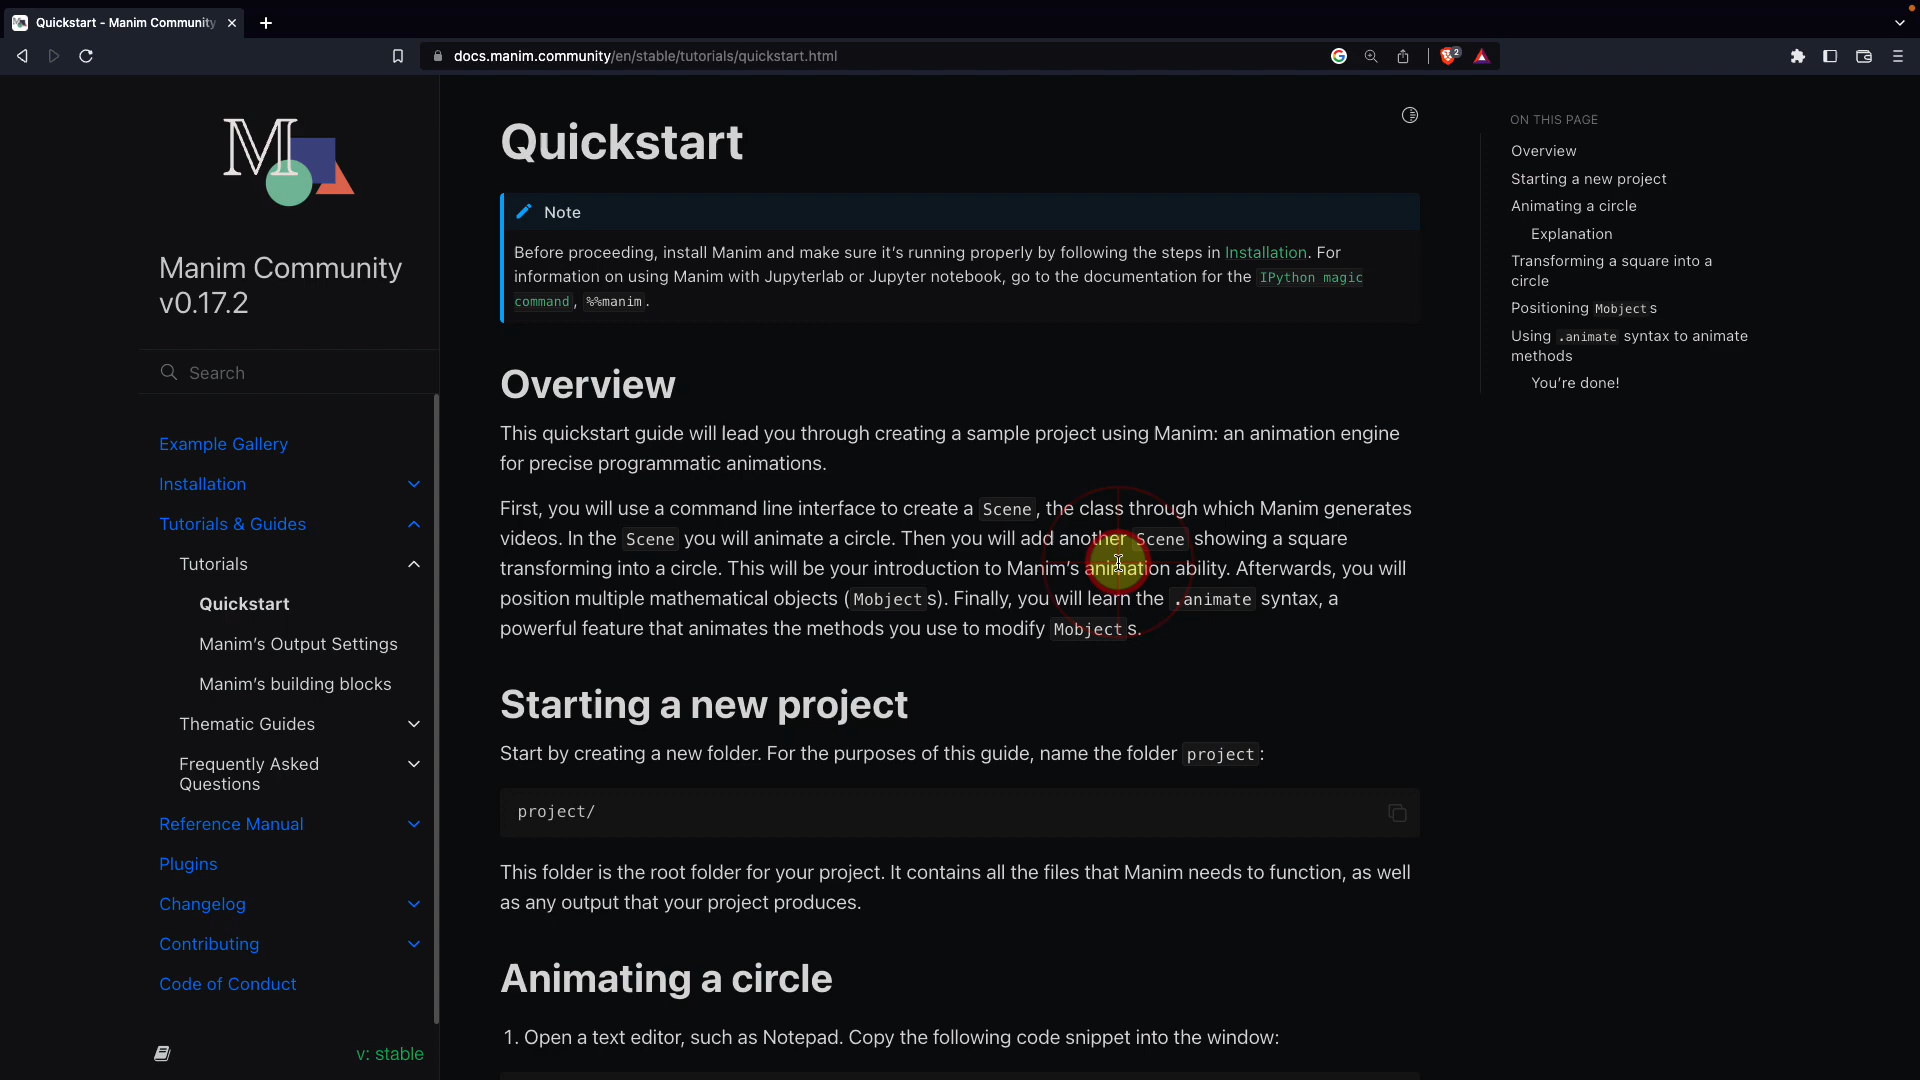 Quickstart - Manim Community
docs.manim.community/en/stable/tutorials/quickstart.html
2
M
Manim Community
v0.17.2
Search
Example Gallery
Installation
Tutorials & Guides
Tutorials
Quickstart
Manim's Output Settings
Manim's building blocks
Thematic Guides
Frequently Asked
Questions
Reference Manual
Plugins
Changelog
Contributing
Code of Conduct
v: stable
Quickstart
Note
Before proceeding, install Manim and make sure it's running properly by following the steps in Installation. For
information on using Manim with Jupyterlab or Jupyter notebook, go to the documentation for the IPython magic
command, %%manim.
Overview
This quickstart guide will lead you through creating a sample project using Manim: an animation engine
for precise programmatic animations.
First, you will use a command line interface to create a Scene, the class through which Manim generates
videos. In the Scene you will animate a circle. Then you will add another Scene showing a square
transforming into a circle. This will be your introduction to Manim's animation ability. Afterwards, you will
position multiple mathematical objects (Mobjects). Finally, you will learn the .animate syntax, a
powerful feature that animates the methods you use to modify Mobjects.
Starting a new project
Start by creating a new folder. For the purposes of this guide, name the folder project:
project/
This folder is the root folder for your project. It contains all the files that Manim needs to function, as well
as any output that your project produces.
Animating a circle
1. Open a text editor, such as Notepad. Copy the following code snippet into the window:
ON THIS PAGE
Overview
Starting a new project
Animating a circle
Explanation
Transforming a square into a
circle
Positioning Mobjects
Using .animate syntax to animate
methods
You're done!